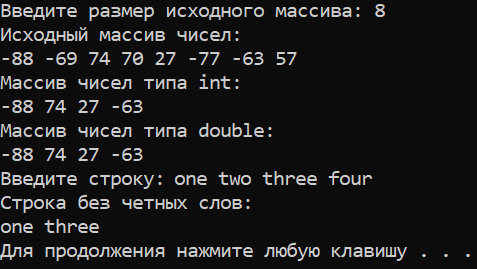 Введите размер исходного массива: 8
Исходный массив чисел:
-88 -69 74 70 27 -77 -63 57
Массив чисел типа int:
-88 74 27 -63
Массив чисел типа double:
-88 74 27 -63
Введите строку: one two three four
Строка без четных слов:
one three
Для продолжения нажмите любую клавишу . . .